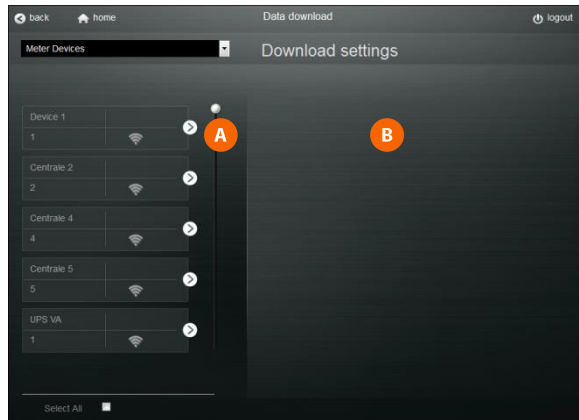 back home Data download logout
Meter Devices
Download settings
Device 1
1
A
B
Centrale 2
2
Centrale 4
4
Centrale 5
5
UPS VA
1
Select All